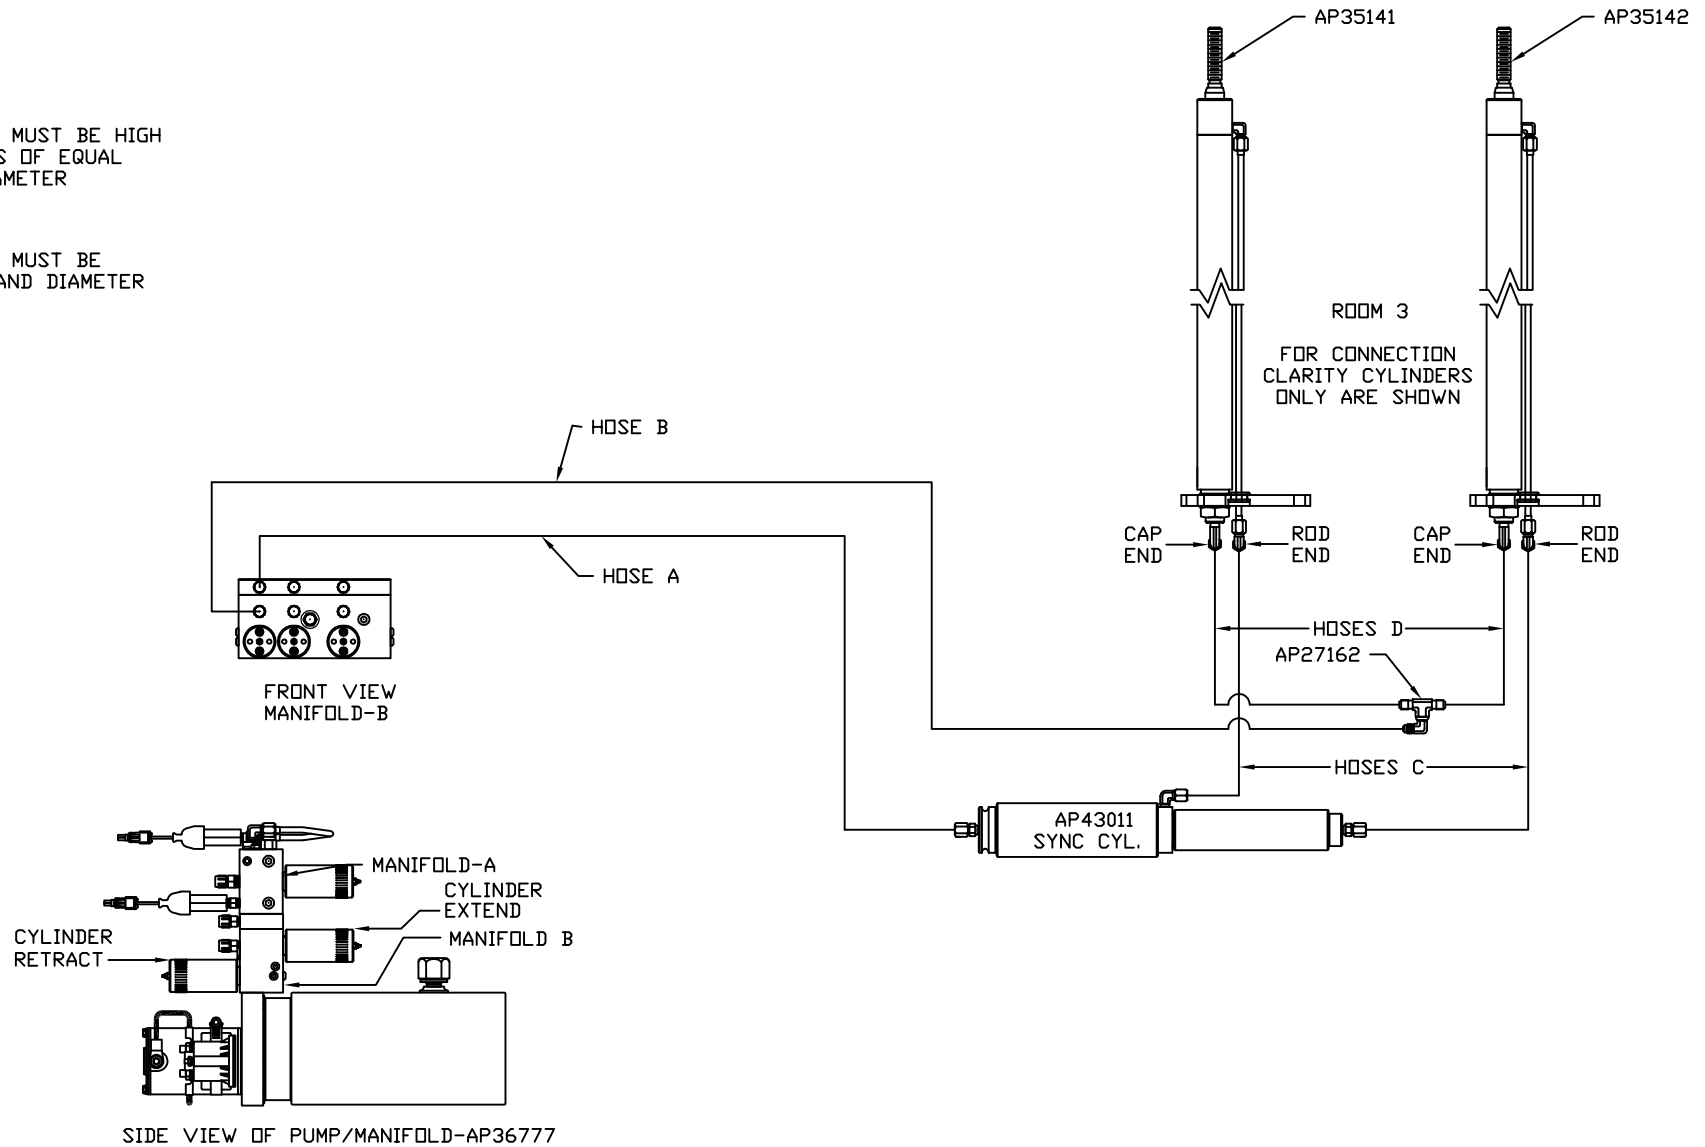 AP35141
AP35142
MUST BE HIGH
S OF EQUAL
AMETER
MUST BE
AND DIAMETER
ROOM 3
FOR CONNECTION
CLARITY CYLINDERS
ONLY ARE SHOWN
HOSE B
HOSE A
CAP
END
ROD
END
CAP
END
ROD
END
HOSES D
AP27162
HOSES C
FRONT VIEW
MANIFOLD-B
AP43011
SYNC CYL.
MANIFOLD-A
CYLINDER
EXTEND
MANIFOLD B
CYLINDER
RETRACT
SIDE VIEW OF PUMP/MANIFOLD-AP36777